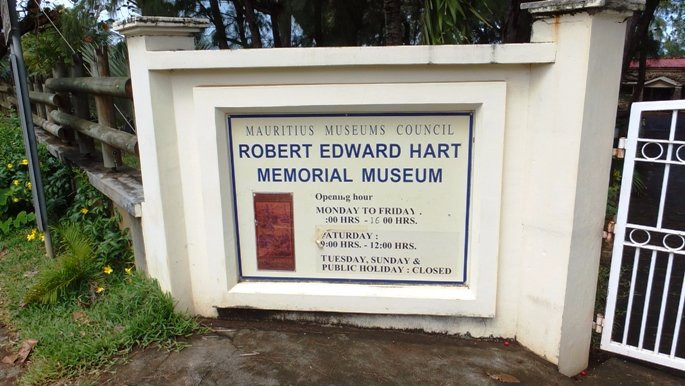 MAURITIUS MUSEUMS COUNCIL
ROBERT EDWARD HART
MEMORIAL MUSEUM
Opening hour
MONDAY TO FRIDAY .
:00 HRS - 16 00 HRS.
ATURDAY :
9:00 HRS. - 12:00 HRS.
TUESDAY, SUNDAY &
PUBLIC HOLIDAY : CLOSED